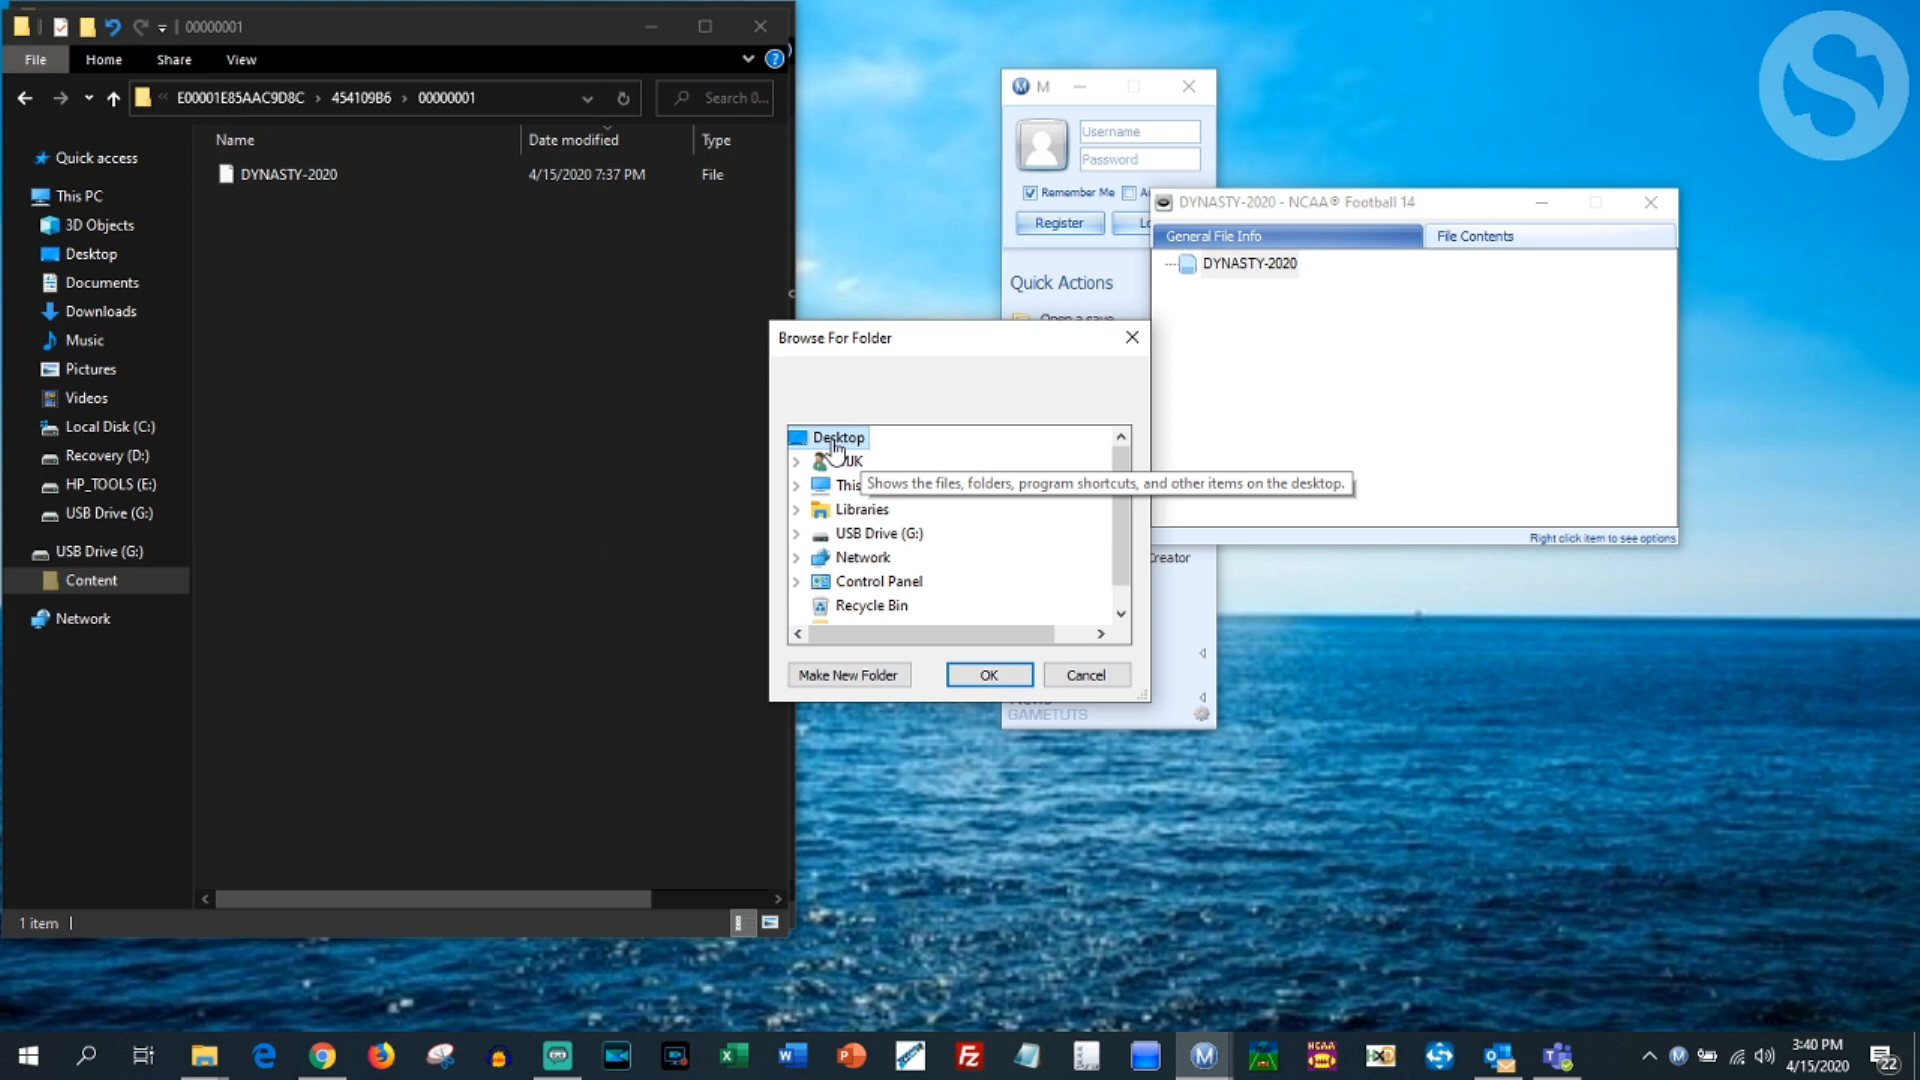 00000001
File Home Share View
E00001E85AAC9D8C > 454109B6 > 00000001
Search 0...
Name Date modified Type
DYNASTY-2020 4/15/2020 7:37 PM File
Quick access
This PC
3D Objects
Desktop
Documents
Downloads
Music
Pictures
Videos
Local Disk (C:)
Recovery (D:)
HP_TOOLS (E:)
USB Drive (G:)
USB Drive (G:)
Content
Network
1 item
M
Username
Password
Remember Me
Register
Quick Actions
Open a save
Creator
GAMETUTS
DYNASTY-2020 - NCAA® Football 14
General File Info File Contents
DYNASTY-2020
Right click item to see options
Browse For Folder
Desktop
This
Shows the files, folders, program shortcuts, and other items on the desktop.
Libraries
USB Drive (G:)
Network
Control Panel
Recycle Bin
Make New Folder OK Cancel
3:40 PM
4/15/2020
22